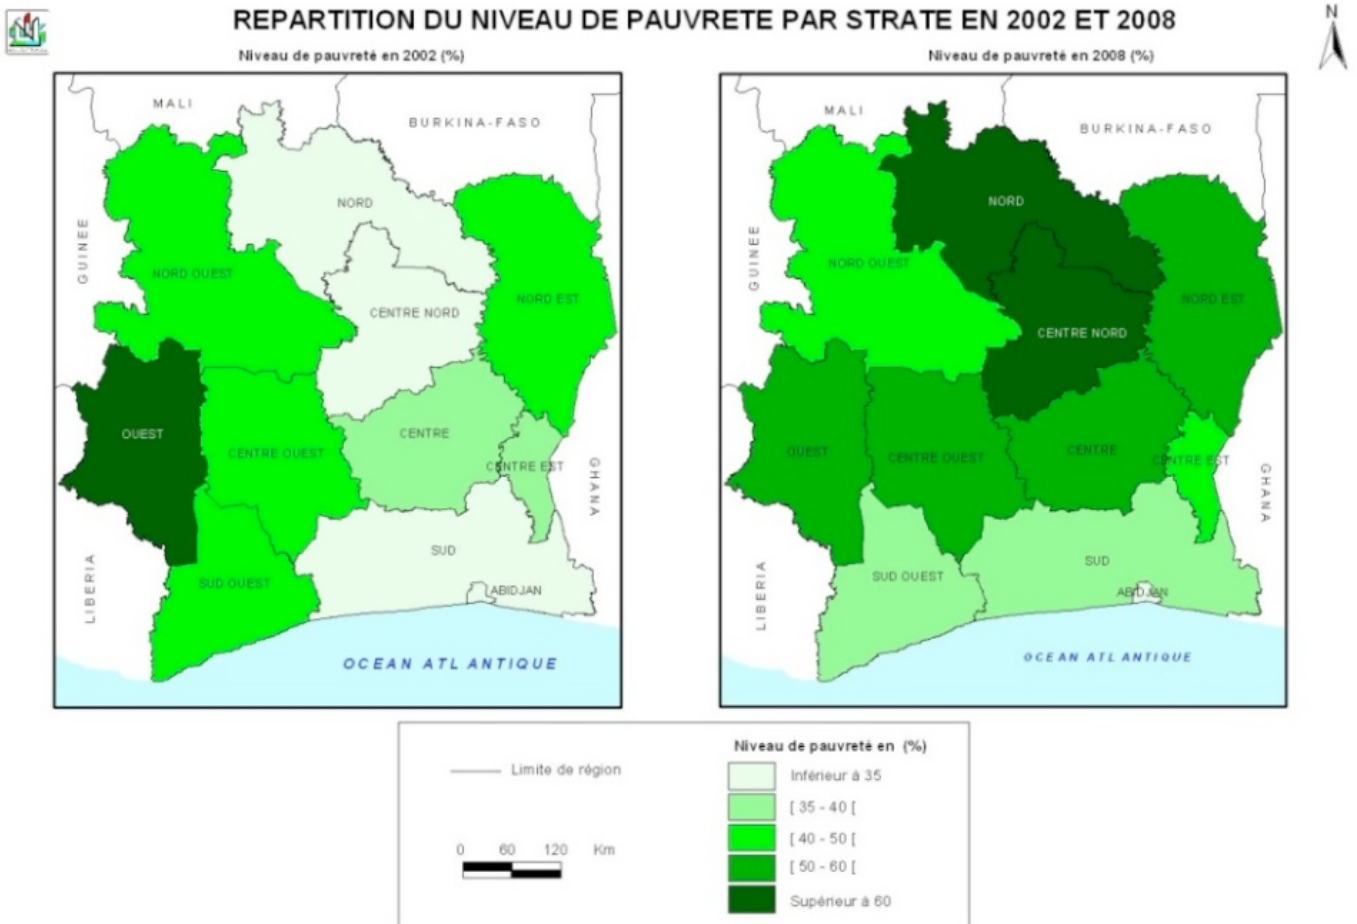 REPARTITION DU NIVEAU DE PAUVRETE PAR STRATE EN 2002 ET 2008
N
Niveau de pauvreté en 2002 (%)
MALI
BURKINA-FASO
GUINEE
NORD
NORD OUEST
NORD EST
CENTRE NORD
OUEST
CENTRE OUEST
CENTRE
CENTRE EST
GHANA
LIBERIA
SUD
SUD OUEST
ABIDJAN
OCEAN ATLANTIQUE
Niveau de pauvreté en 2008 (%)
MALI
BURKINA-FASO
GUINEE
NORD
NORD OUEST
NORD EST
CENTRE NORD
OUEST
CENTRE OUEST
CENTRE
CENTRE EST
GHANA
LIBERIA
SUD
SUD OUEST
ABIDJAN
OCEAN ATLANTIQUE
Limite de région
0 60 120 Km
Niveau de pauvreté en (%)
Inférieur à 35
[ 35 - 40 [
[ 40 - 50 [
[ 50 - 60 [
Supérieur à 60